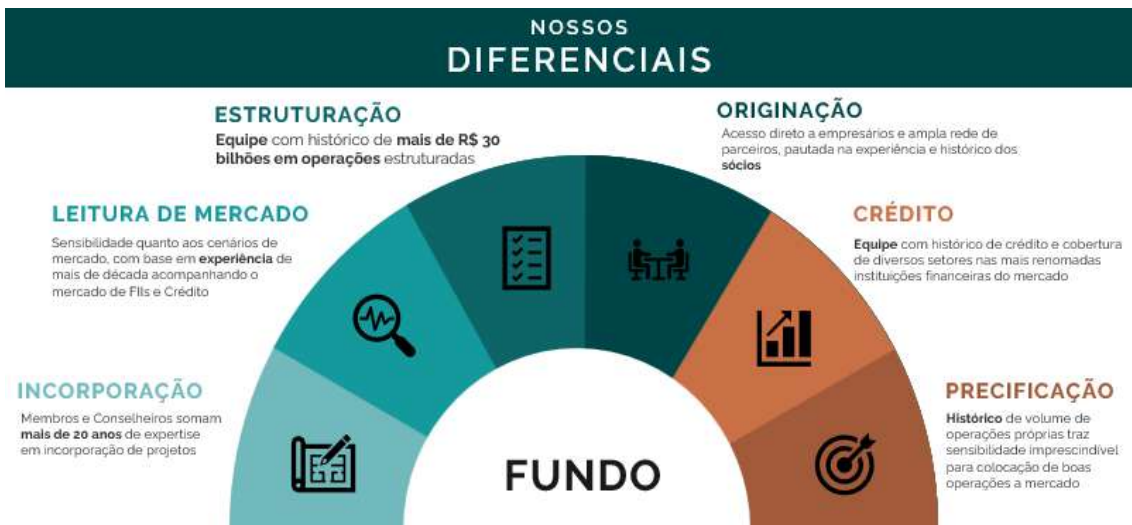 NOSSOS
DIFERENCIAIS
ESTRUTURAÇÃO
Equipe com histórico de mais de R$ 30
bilhões em operações estruturadas
ORIGINAÇÃO
Acesso direto a empresários e ampla rede de
parceiros, pautada na experiência e histórico dos
sócios
LEITURA DE MERCADO
Sensibilidade quanto aos cenários de
mercado, com base em experiência de
mais de década acompanhando o
mercado de FIIs e Crédito
CRÉDITO
Equipe com histórico de crédito e cobertura
de diversos setores nas mais renomadas
instituições financeiras do mercado
INCORPORAÇÃO
Membros e Conselheiros somam
mais de 20 anos de expertise
em incorporação de projetos
PRECIFICAÇÃO
Histórico de volume de
operações próprias traz
sensibilidade imprescindível
para colocação de boas
operações a mercado
FUNDO